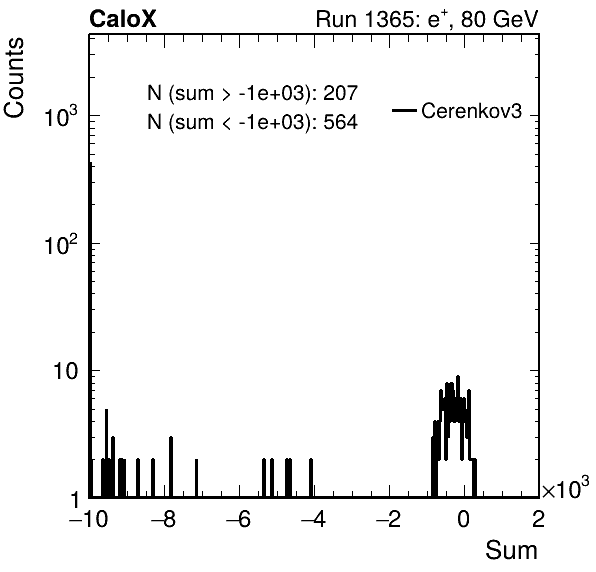 CaloX
Run 1365: e⁺, 80 GeV
Counts
N (sum > -1e+03): 207
N (sum < -1e+03): 564
Cerenkov3
10³
10²
10
1
−10 −8 −6 −4 −2 0 2
×10³
Sum